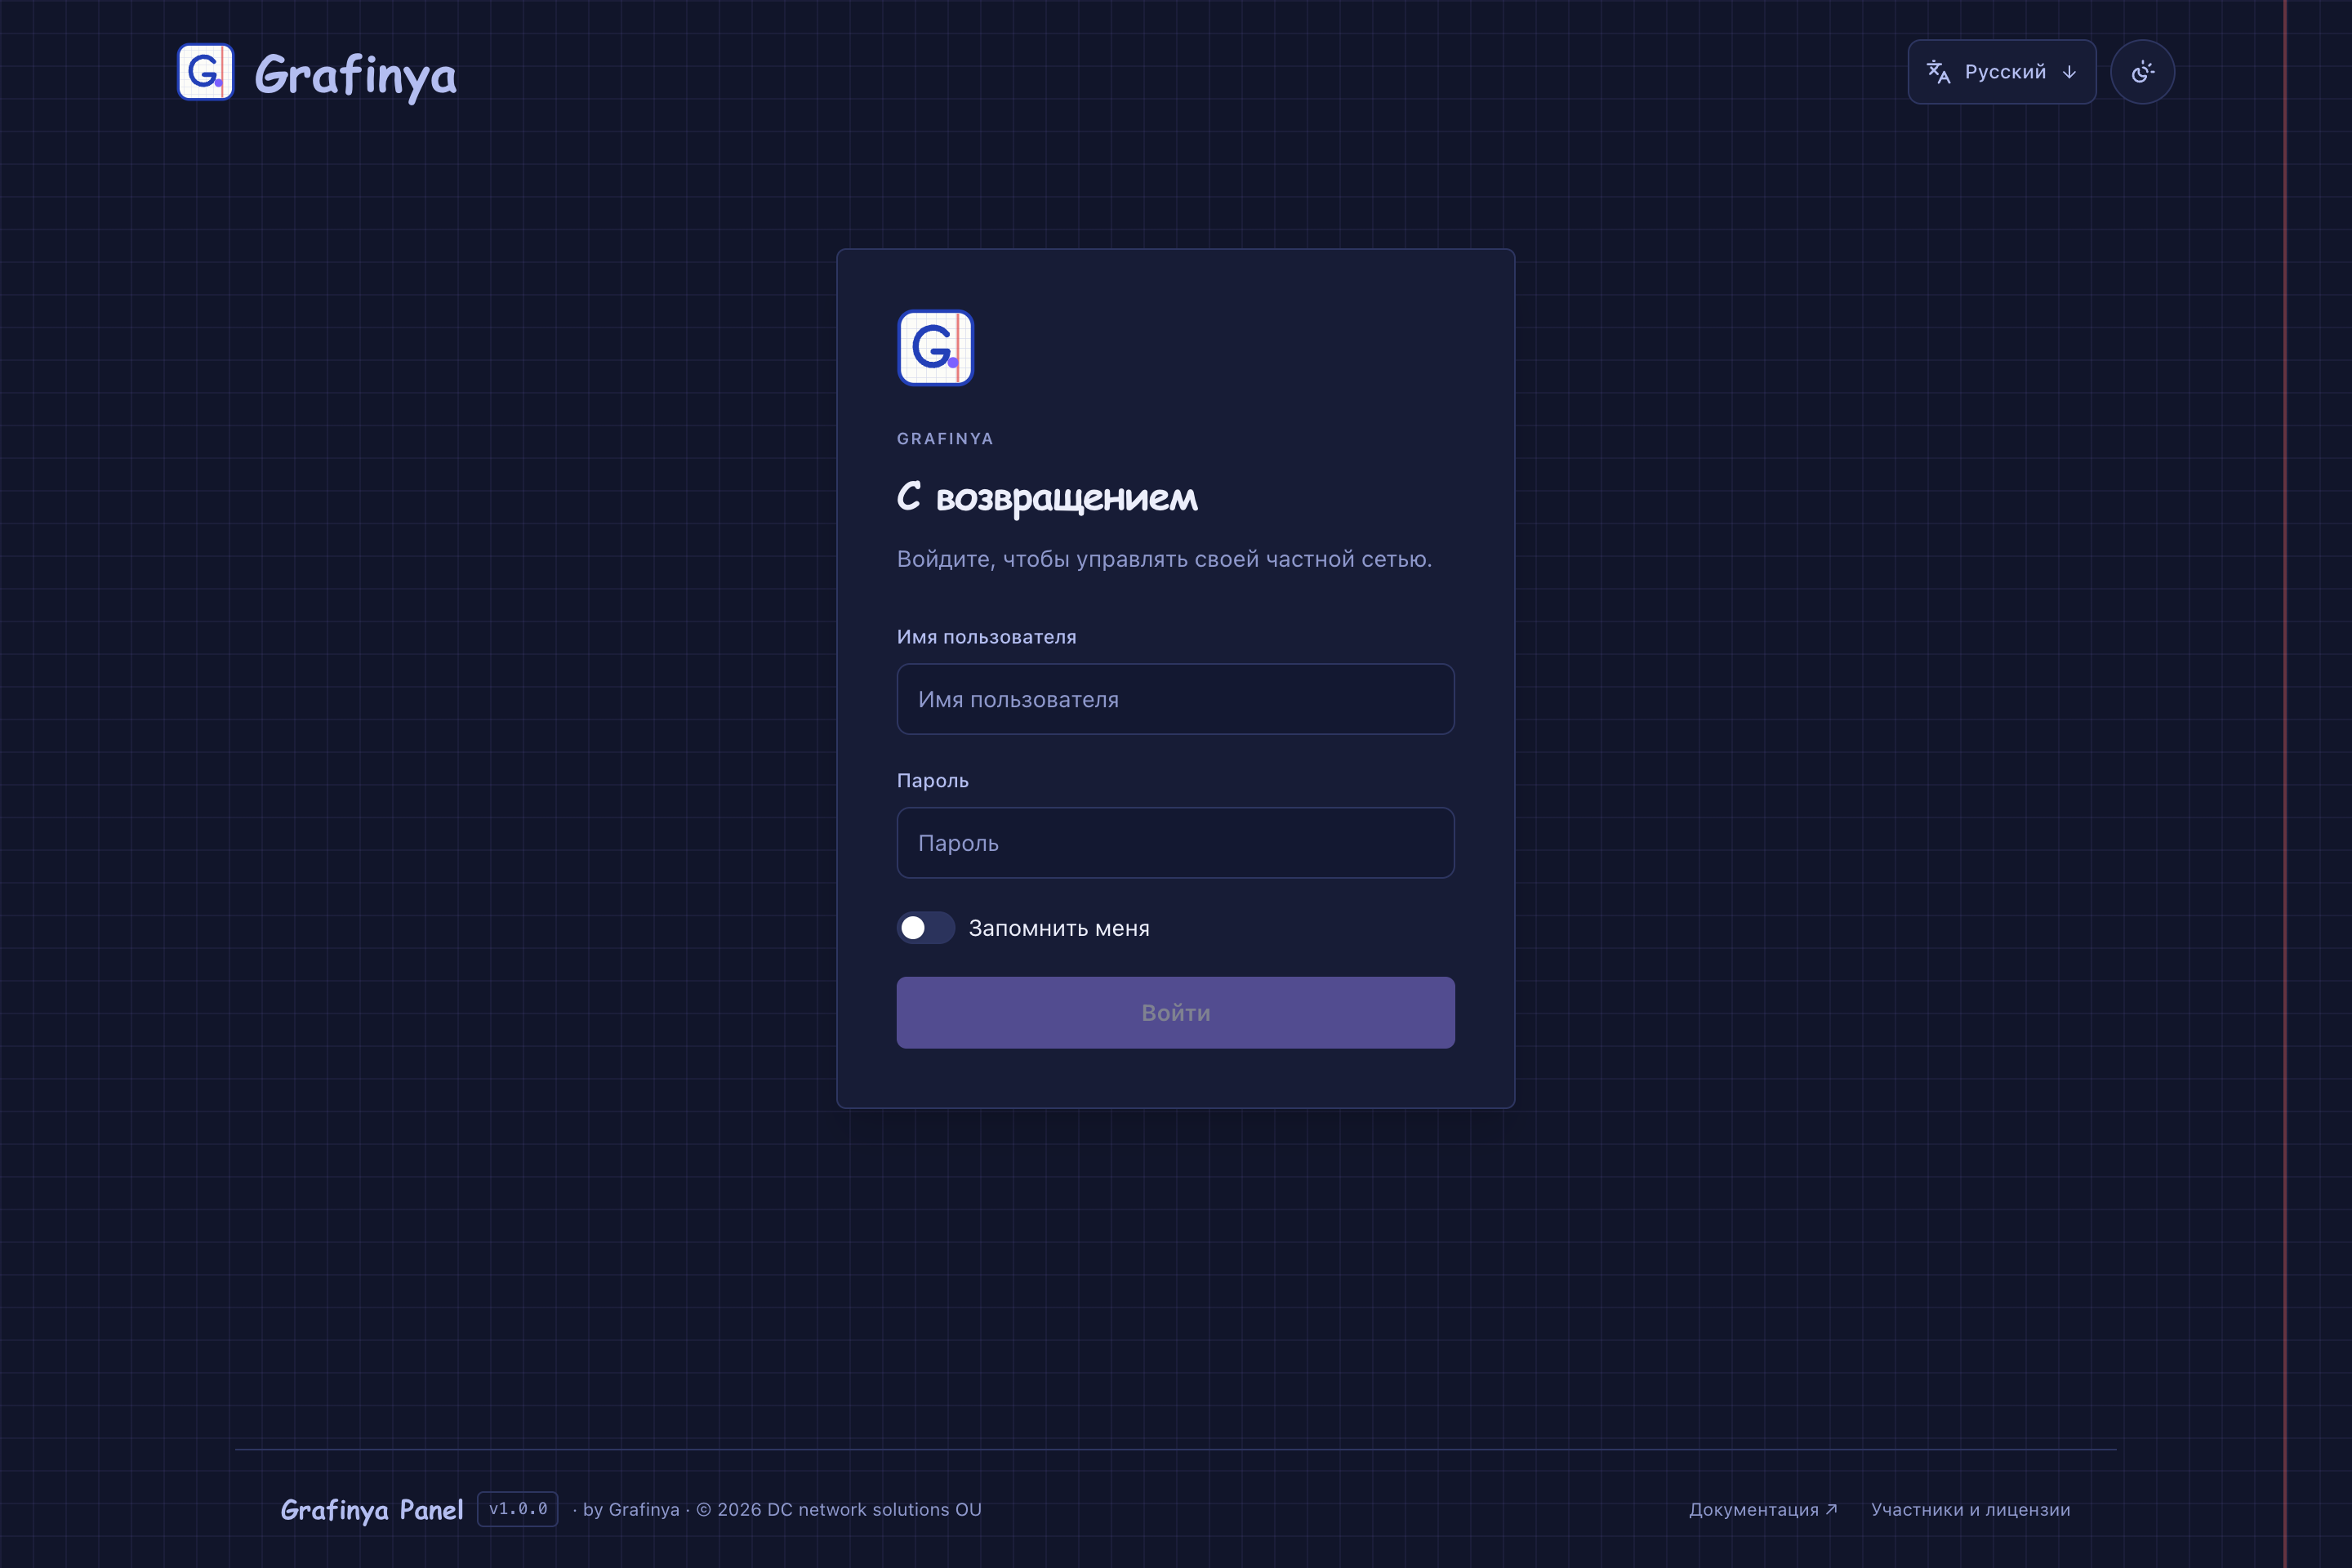 G.
Grafinya
Русский
G.
GRAFINYA
С возвращением
Войдите, чтобы управлять своей частной сетью.
Имя пользователя
Имя пользователя
Пароль
Пароль
Запомнить меня
Войти
Grafinya Panel v1.0.0 · by Grafinya · © 2026 DC network solutions OU
Документация ↗ Участники и лицензии